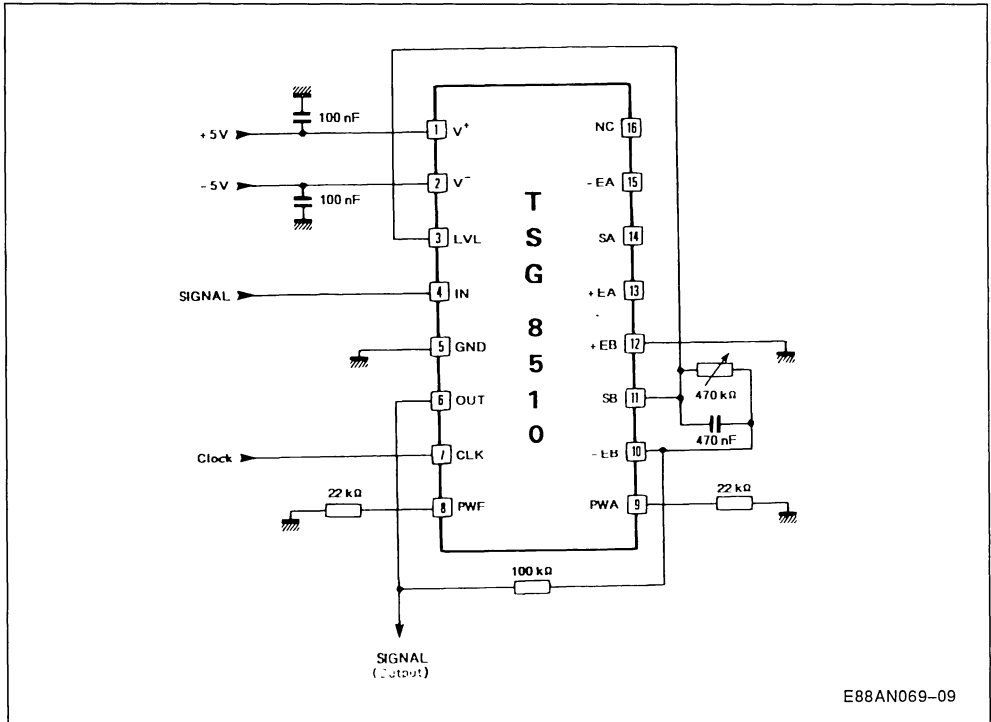 100 nF
+5V
1 V+
NC 16
-5V
2 V-
-EA 15
100 nF
T
S
G
8
5
1
0
3 LVL
SA 14
SIGNAL
4 IN
+EA 13
5 GND
+EB 12
470 kΩ
6 OUT
SB 11
470 nF
Clock
7 CLK
-EB 10
22 kΩ
8 PWF
PWA 9
22 kΩ
100 kΩ
SIGNAL
(Output)
E88AN069-09